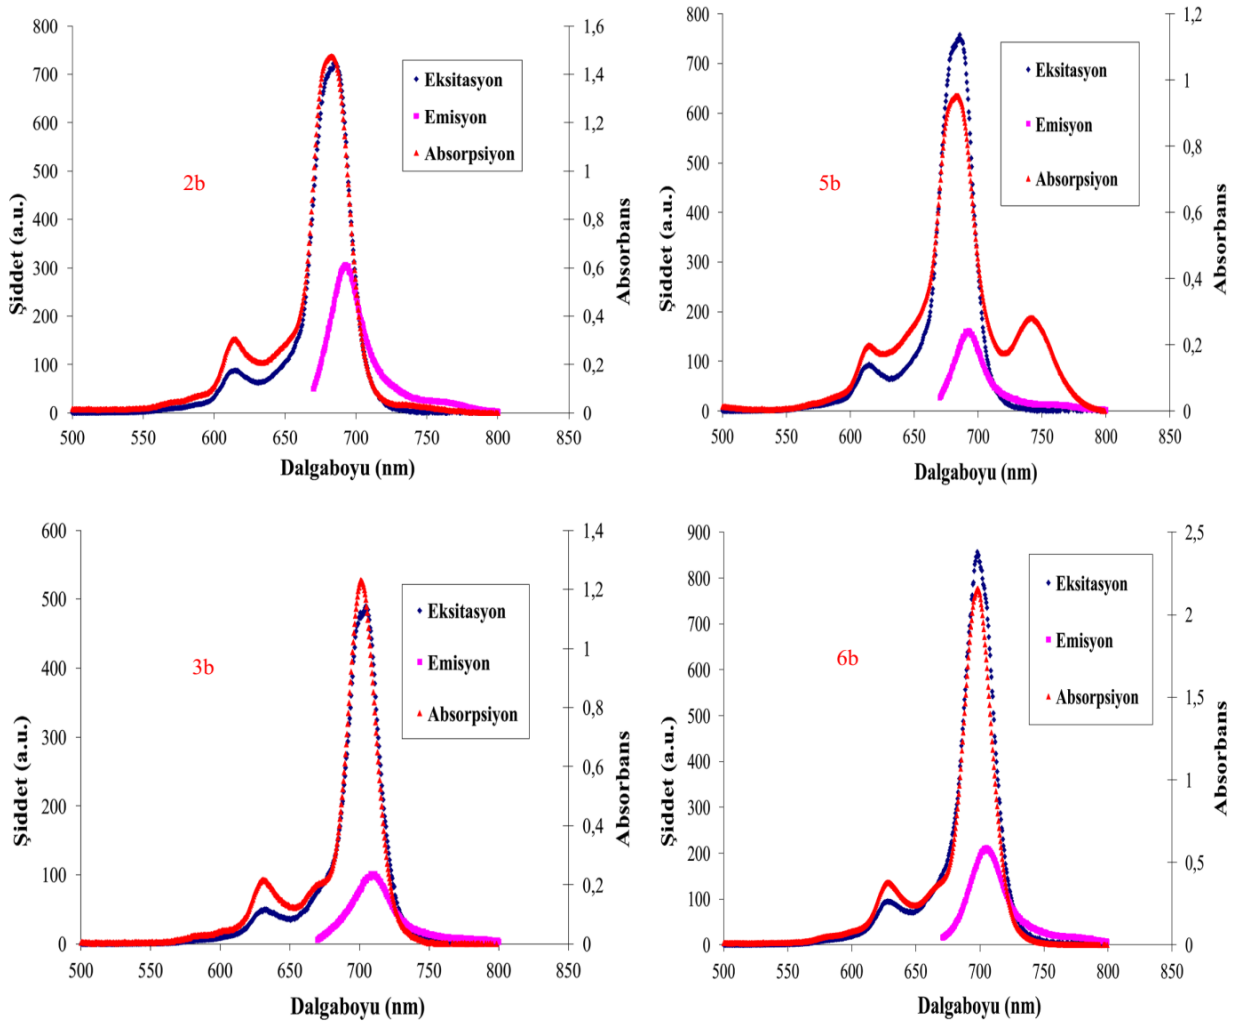 800
700
600
500
400
300
200
100
0
Şiddet (a.u.)
1,6
1,4
1,2
1
0,8
0,6
0,4
0,2
0
Absorbans
500 550 600 650 700 750 800 850
Dalgaboyu (nm)
Eksitasyon
Emisyon
Absorpsiyon
2b
800
700
600
500
400
300
200
100
0
Şiddet (a.u.)
1,2
1
0,8
0,6
0,4
0,2
0
Absorbans
500 550 600 650 700 750 800 850
Dalgaboyu (nm)
Eksitasyon
Emisyon
Absorpsiyon
5b
600
500
400
300
200
100
0
Şiddet (a.u.)
1,4
1,2
1
0,8
0,6
0,4
0,2
0
Absorbans
500 550 600 650 700 750 800 850
Dalgaboyu (nm)
Eksitasyon
Emisyon
Absorpsiyon
3b
900
800
700
600
500
400
300
200
100
0
Şiddet (a.u.)
2,5
2
1,5
1
0,5
0
Absorbans
500 550 600 650 700 750 800 850
Dalgaboyu (nm)
Eksitasyon
Emisyon
Absorpsiyon
6b